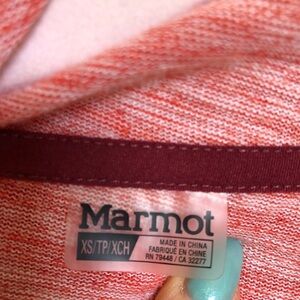 Marmot
XS/TP/XCH
MADE IN CHINA
FABRIQUÉ EN CHINE
RN 79448 / CA 32277